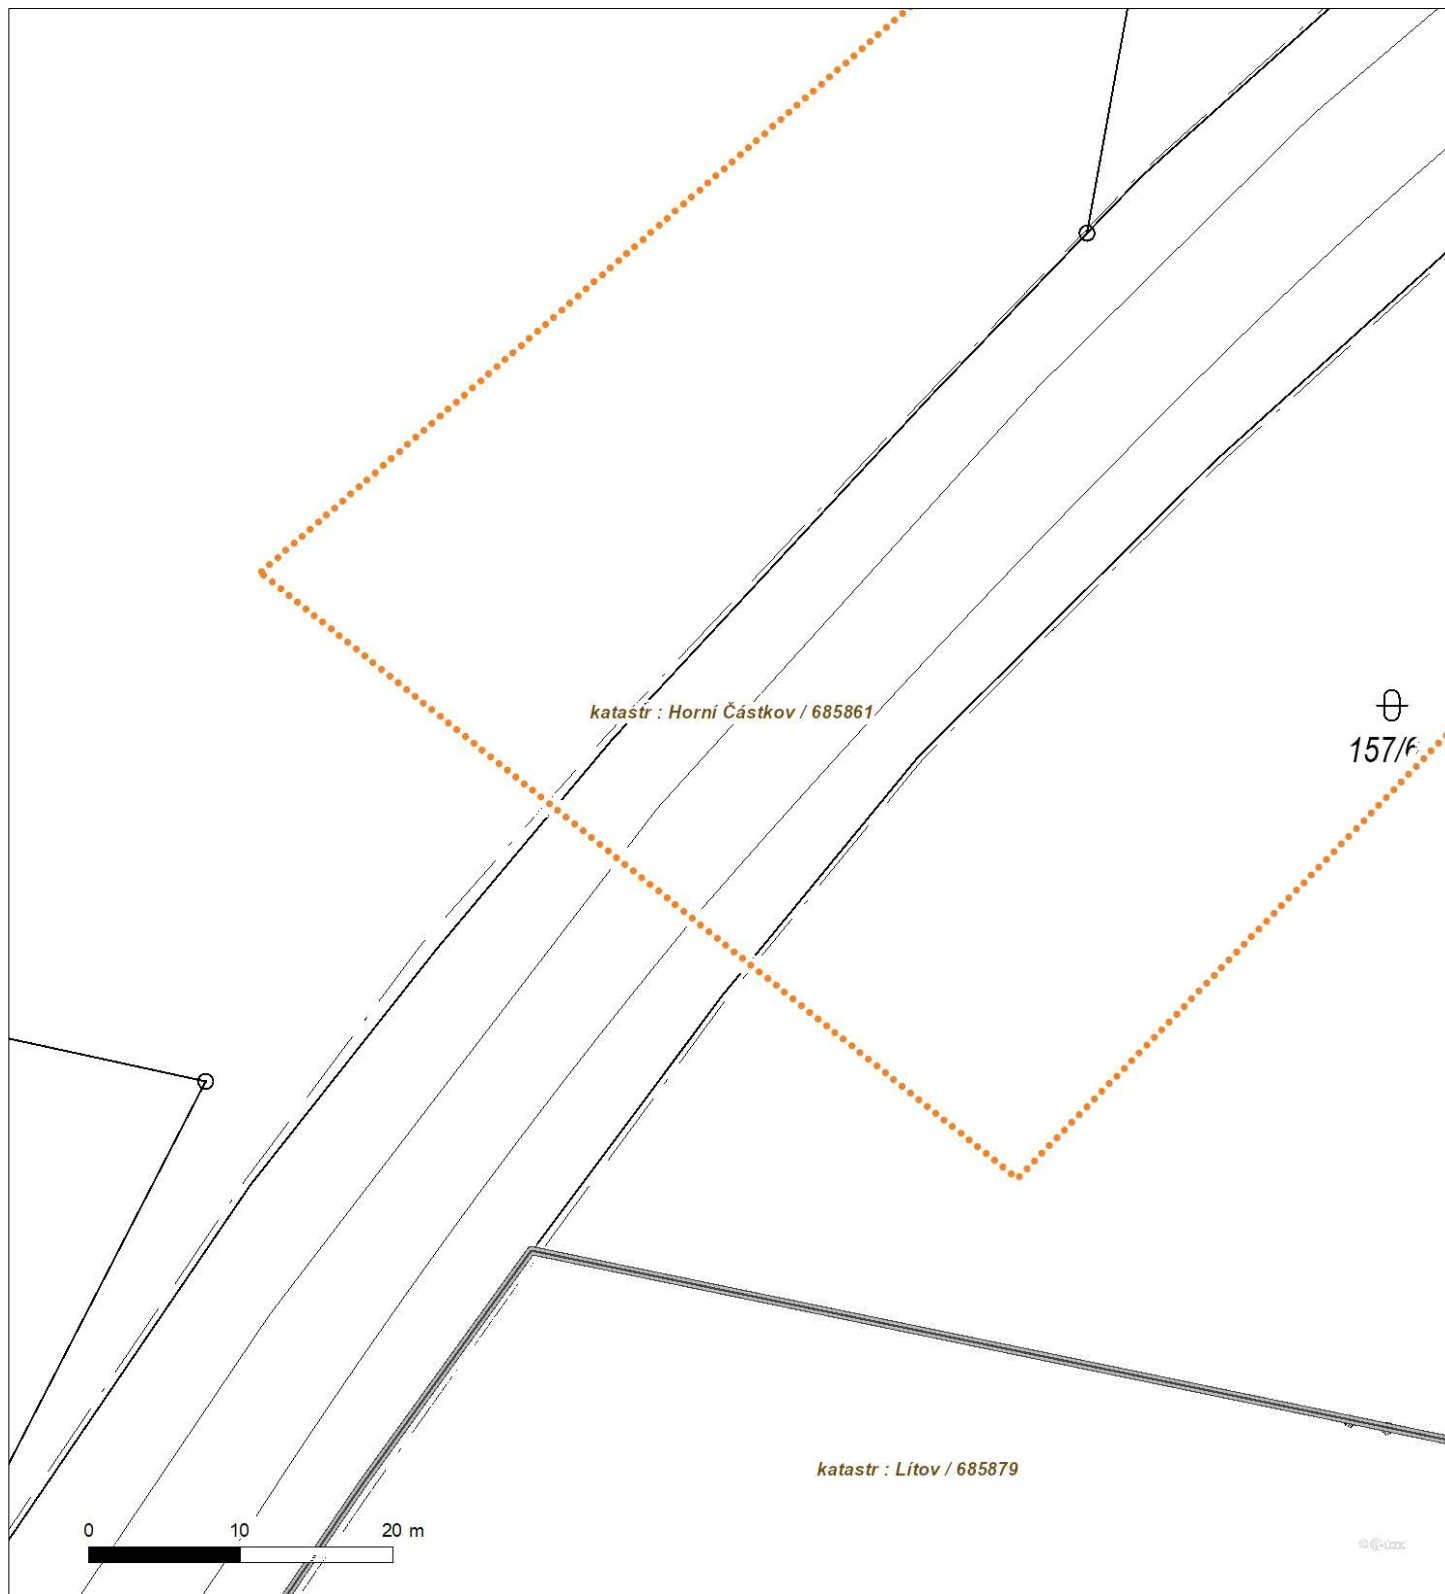 katastr : Horní Částkov / 685861
157/6
katastr : Lítov / 685879
0 10 20 m